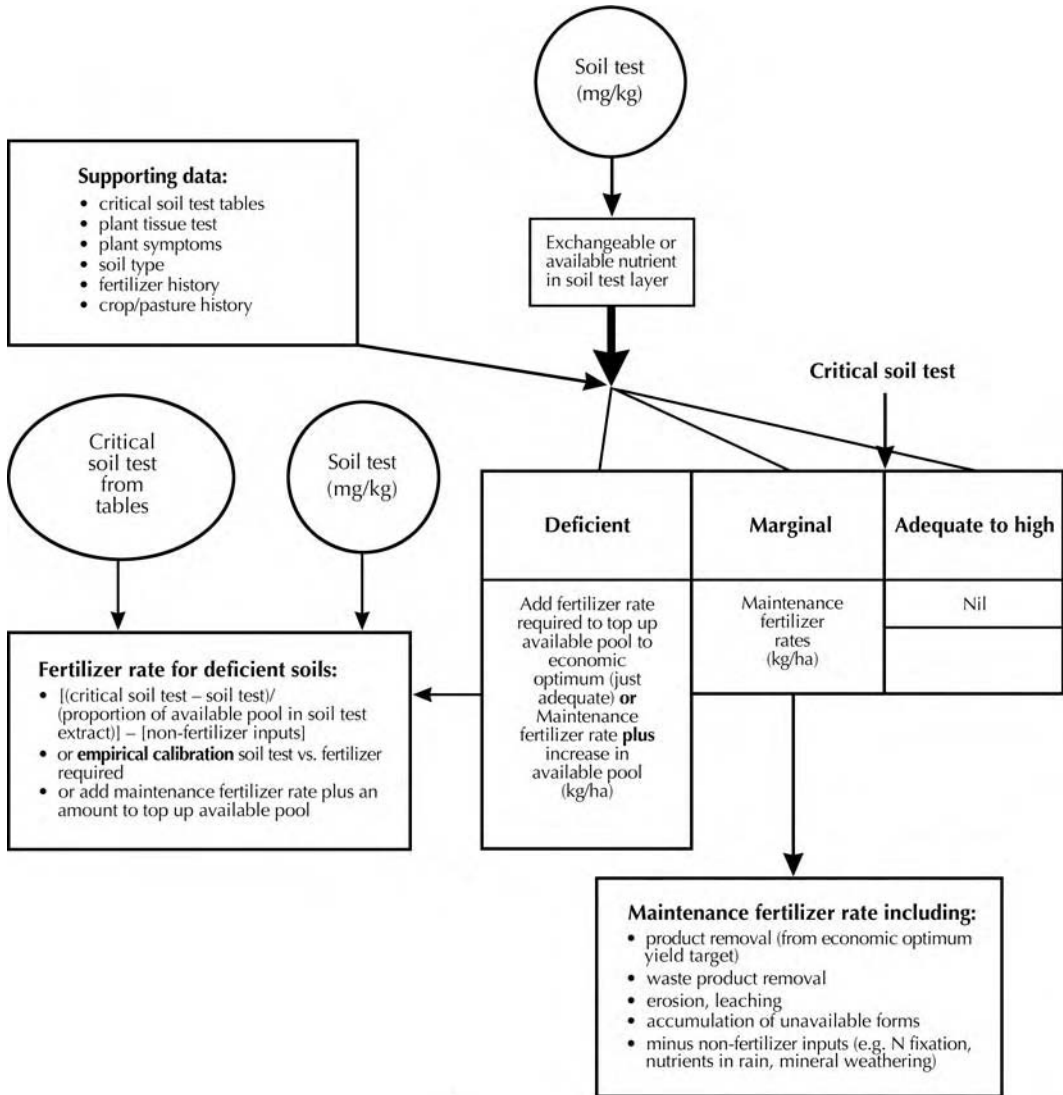 Soil test
(mg/kg)
Supporting data:
• critical soil test tables
• plant tissue test
• plant symptoms
• soil type
• fertilizer history
• crop/pasture history
Exchangeable or
available nutrient
in soil test layer
Critical soil test
Critical
soil test
from
tables
Soil test
(mg/kg)
Deficient
Marginal
Adequate to high
Add fertilizer rate
required to top up
available pool to
economic
optimum (just
adequate) or
Maintenance
fertilizer rate plus
increase in
available pool
(kg/ha)
Maintenance
fertilizer
rates
(kg/ha)
Nil
Fertilizer rate for deficient soils:
• [(critical soil test – soil test)/
(proportion of available pool in soil test
extract)] – [non-fertilizer inputs]
• or empirical calibration soil test vs. fertilizer
required
• or add maintenance fertilizer rate plus an
amount to top up available pool
Maintenance fertilizer rate including:
• product removal (from economic optimum
yield target)
• waste product removal
• erosion, leaching
• accumulation of unavailable forms
• minus non-fertilizer inputs (e.g. N fixation,
nutrients in rain, mineral weathering)